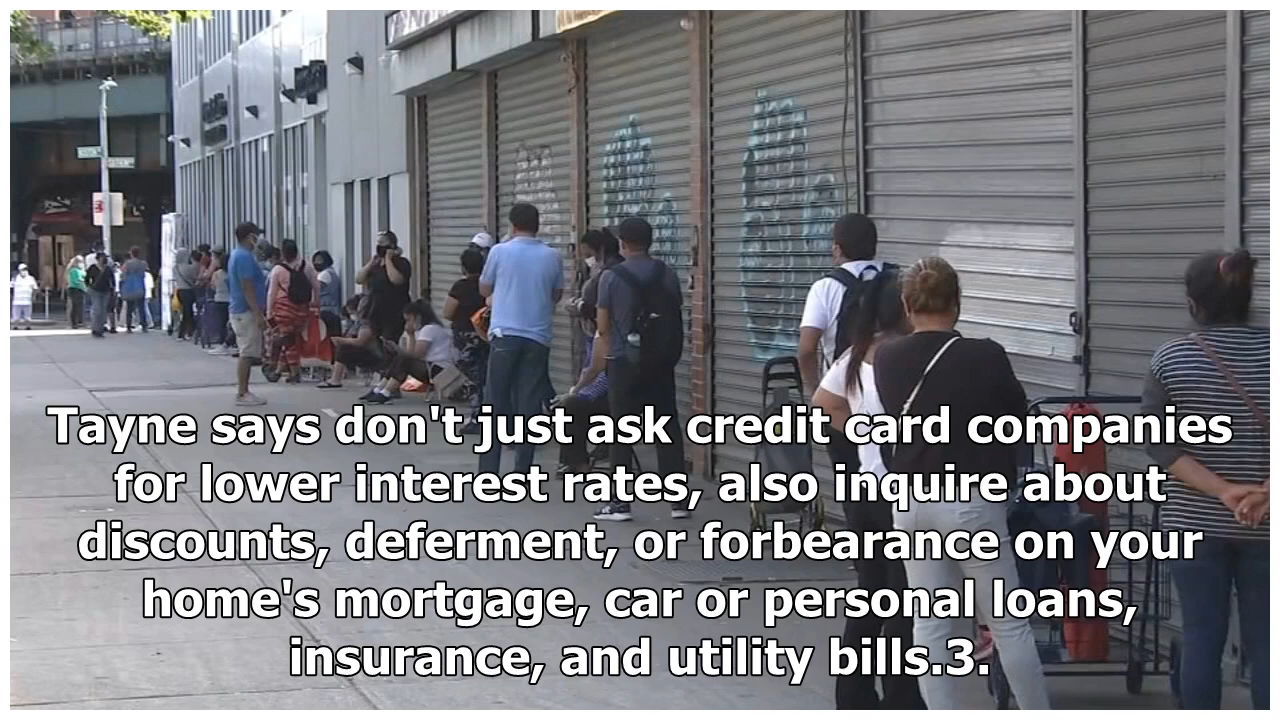 Tayne says don't just ask credit card companies
for lower interest rates, also inquire about
discounts, deferment, or forbearance on your
home's mortgage, car or personal loans,
insurance, and utility bills.3.